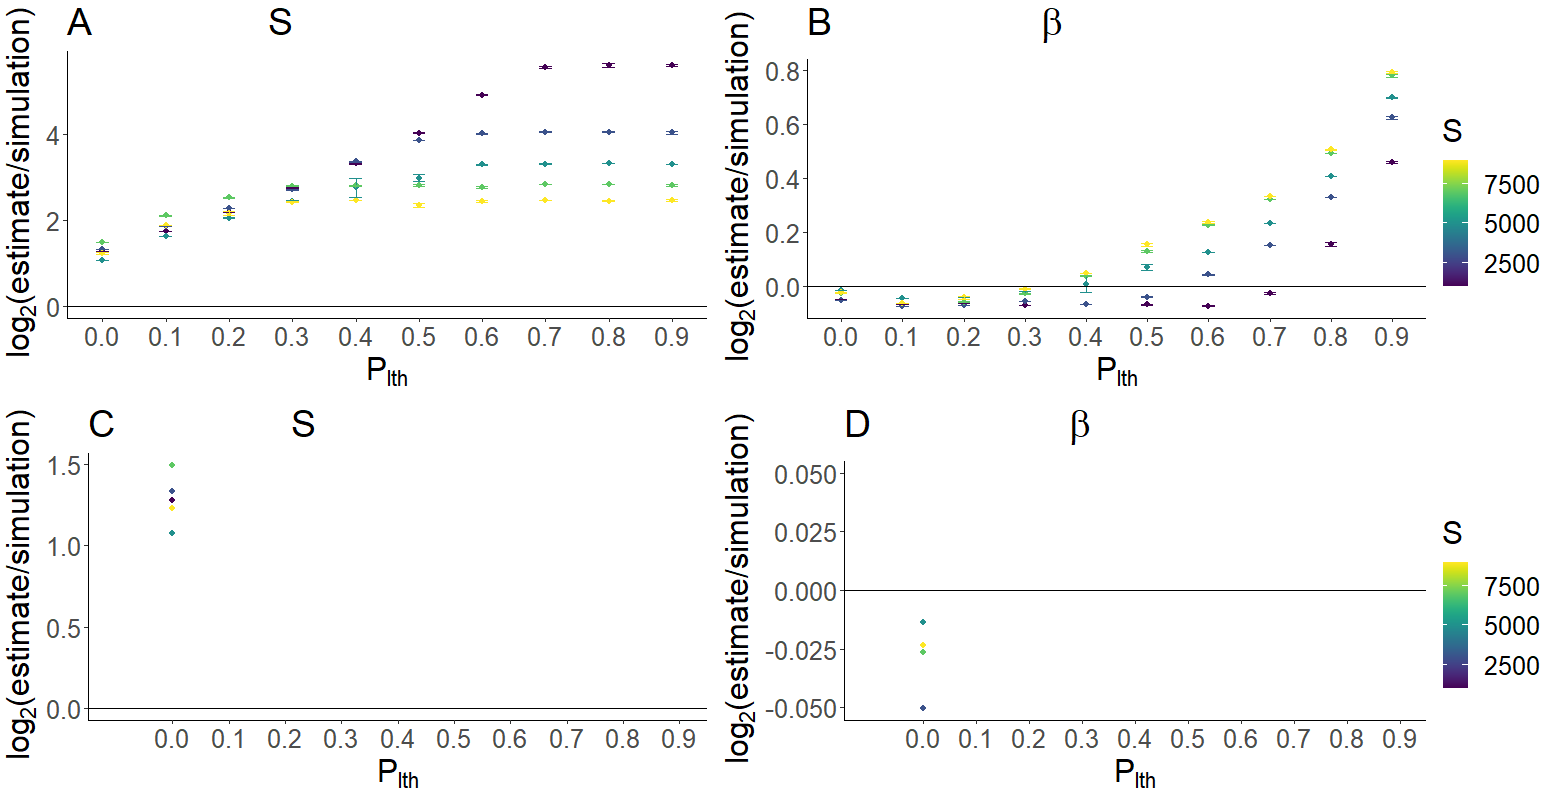 A S
log2(estimate/simulation)
4
2
0
0.0 0.1 0.2 0.3 0.4 0.5 0.6 0.7 0.8 0.9
Plth
B β
log2(estimate/simulation)
0.8
0.6
0.4
0.2
0.0
0.0 0.1 0.2 0.3 0.4 0.5 0.6 0.7 0.8 0.9
Plth
S
7500
5000
2500
C S
log2(estimate/simulation)
1.5
1.0
0.5
0.0
0.0 0.1 0.2 0.3 0.4 0.5 0.6 0.7 0.8 0.9
Plth
D β
log2(estimate/simulation)
0.050
0.025
0.000
-0.025
-0.050
0.0 0.1 0.2 0.3 0.4 0.5 0.6 0.7 0.8 0.9
Plth
S
7500
5000
2500